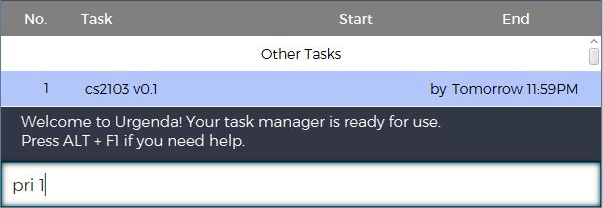 No. Task Start End
Other Tasks
1 cs2103 v0.1 by Tomorrow 11:59PM
Welcome to Urgenda! Your task manager is ready for use.
Press ALT + F1 if you need help.
pri 1